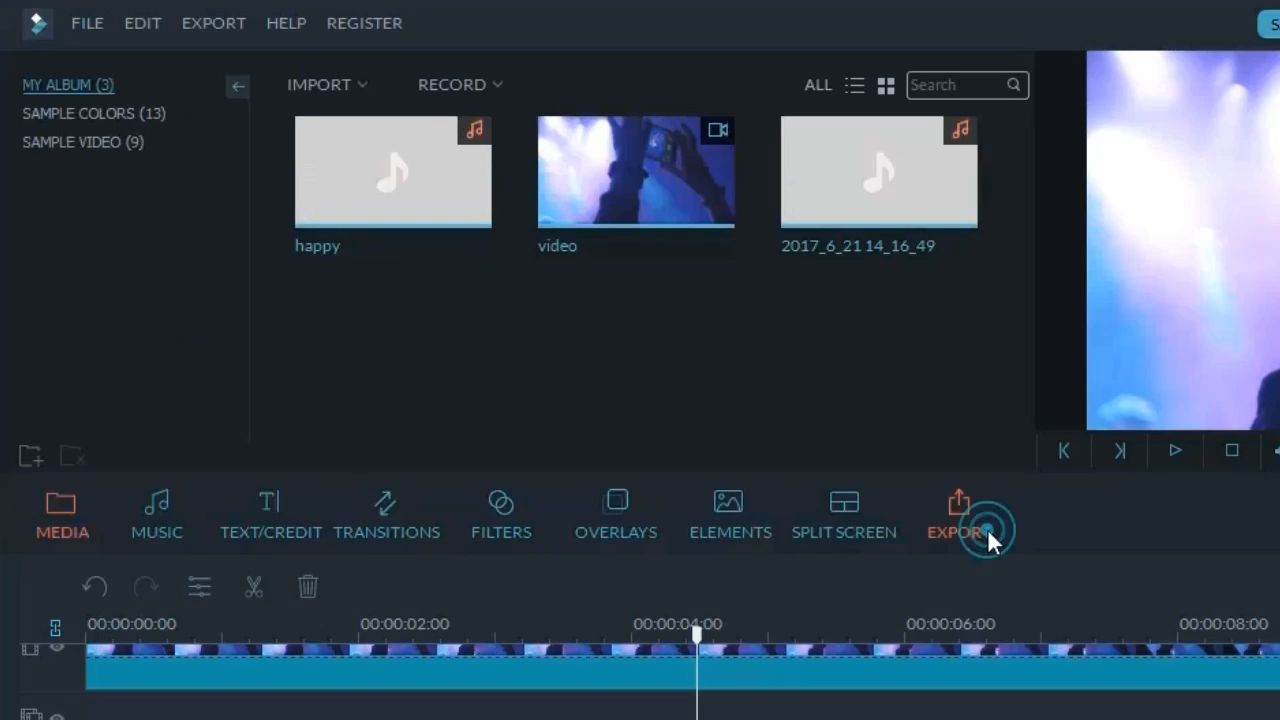 FILE EDIT EXPORT HELP REGISTER
MY ALBUM (3)
SAMPLE COLORS (13)
SAMPLE VIDEO (9)
IMPORT RECORD ALL Search
happy video 2017_6_21 14_16_49
MEDIA MUSIC TEXT/CREDIT TRANSITIONS FILTERS OVERLAYS ELEMENTS SPLIT SCREEN EXPORT
00:00:00:00 00:00:02:00 00:00:04:00 00:00:06:00 00:00:08:00